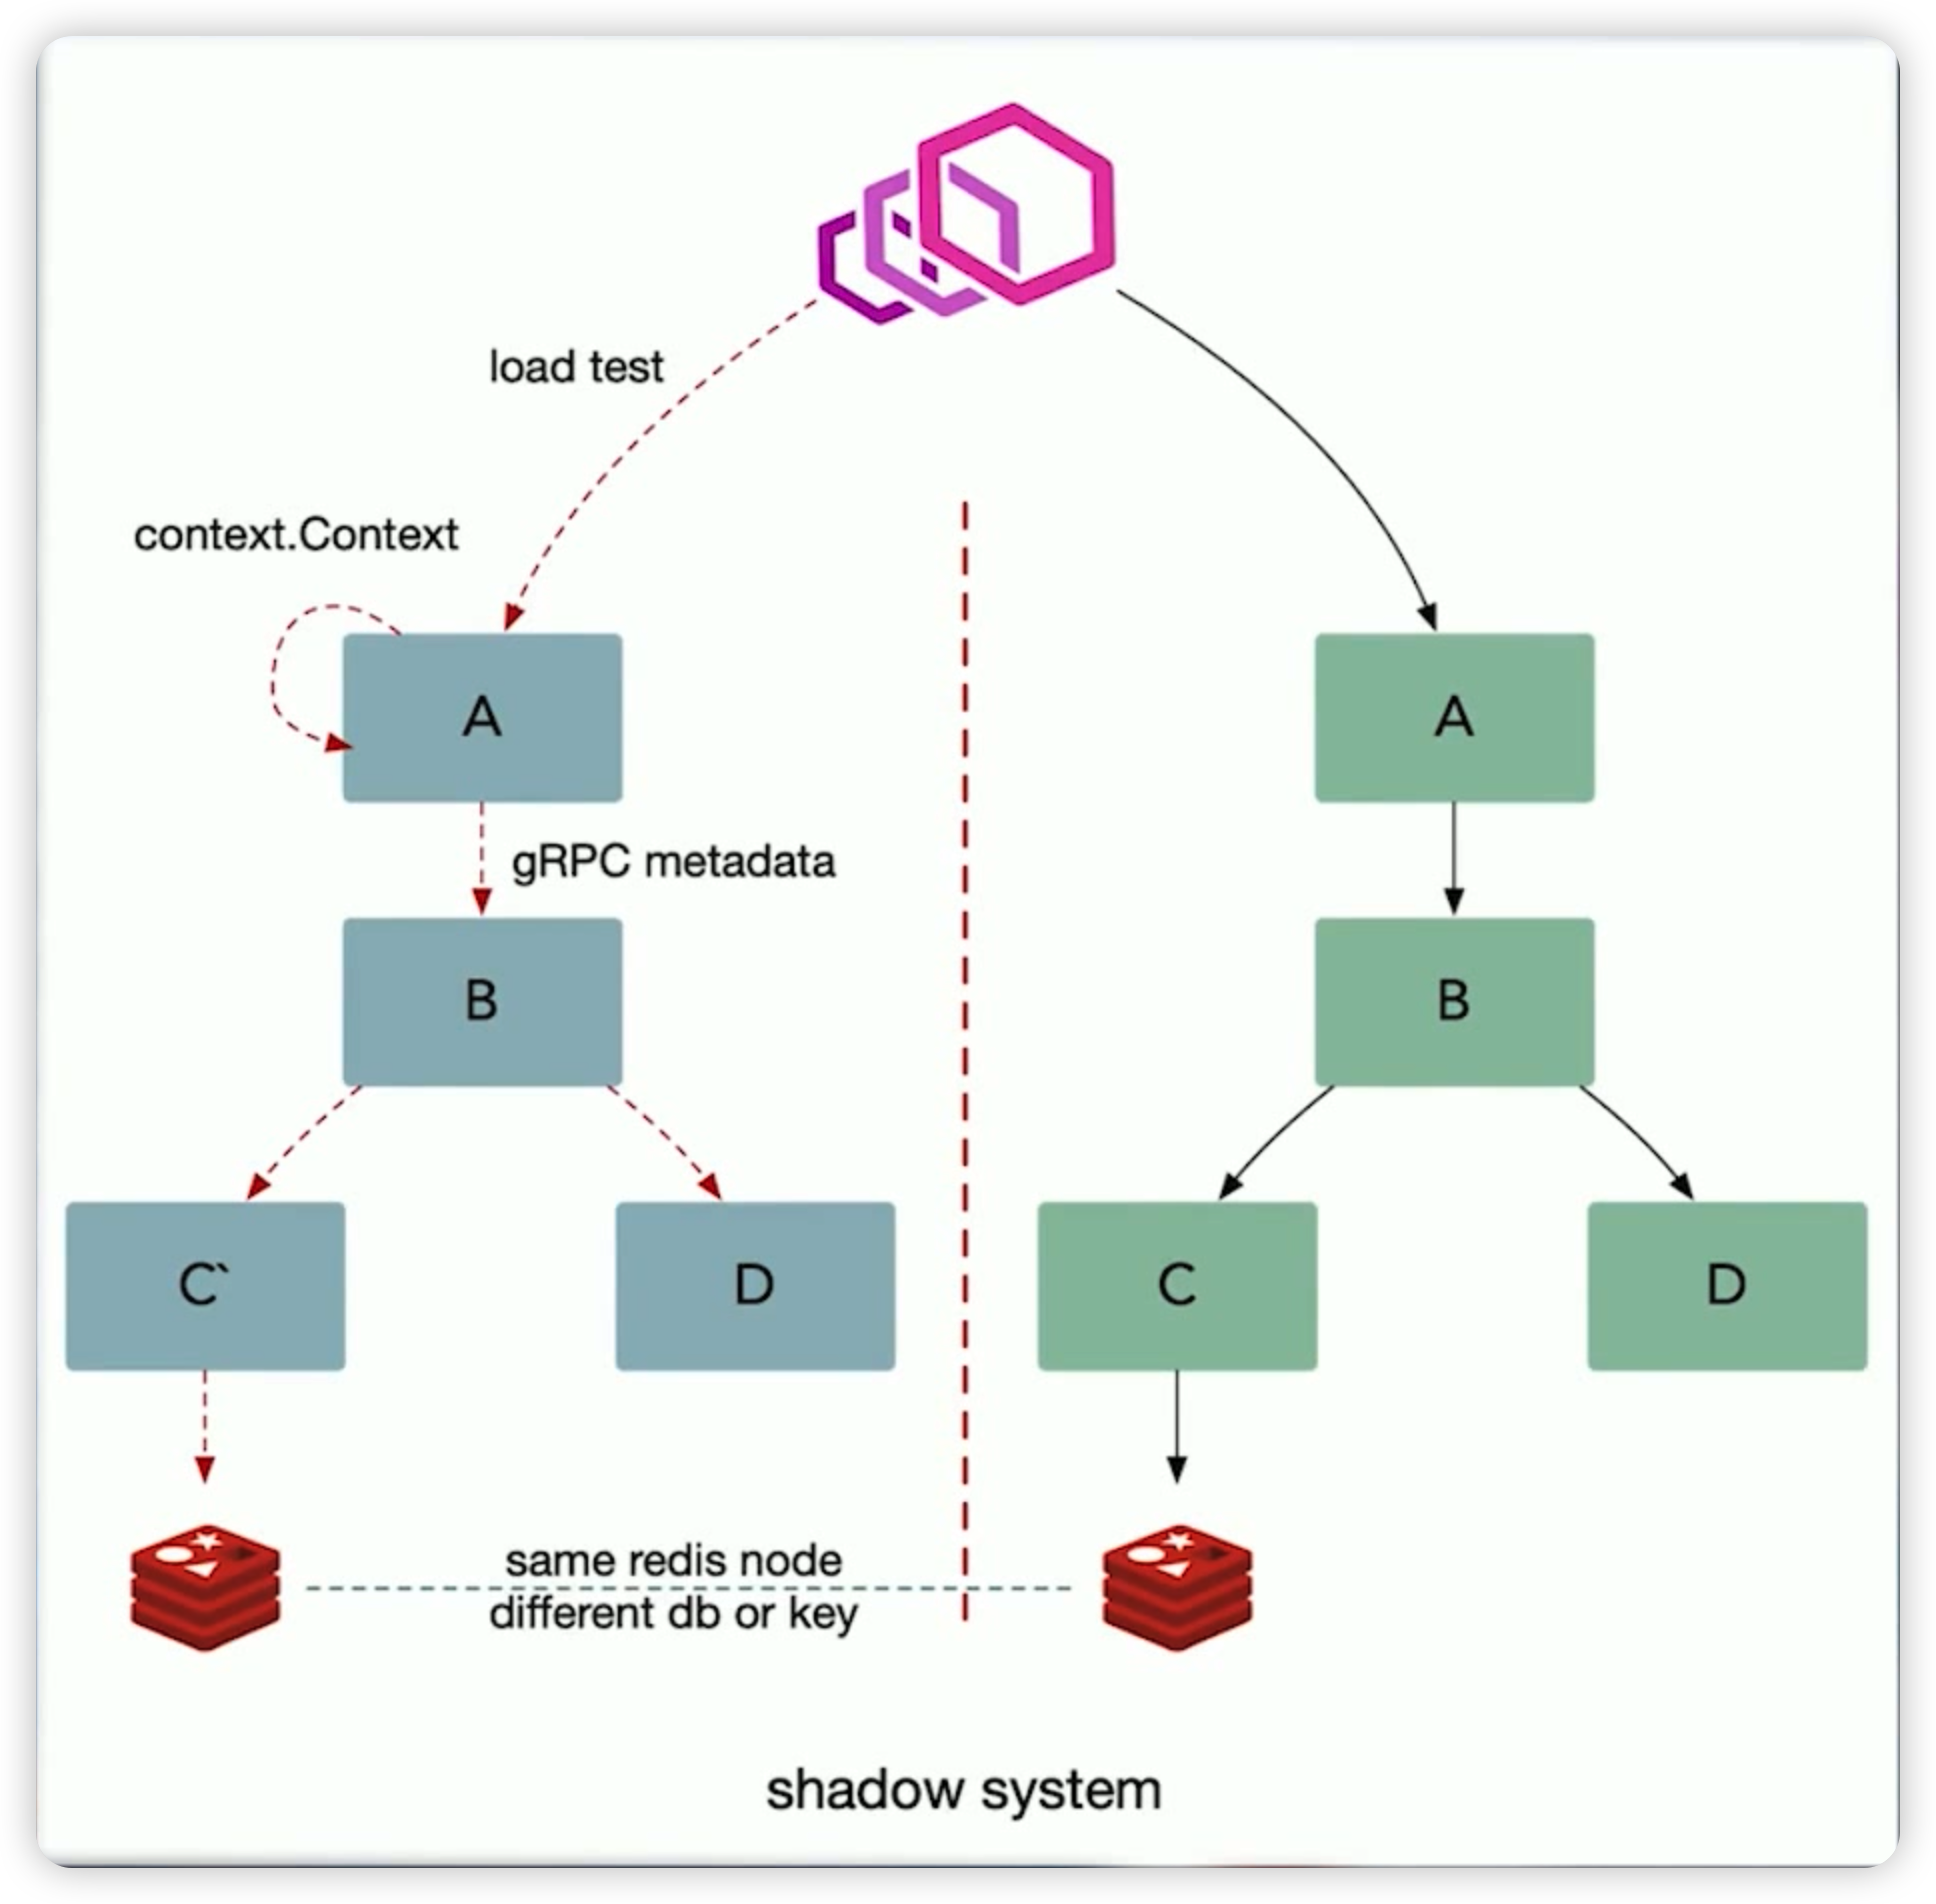 load test
context.Context
A
A
gRPC metadata
B
B
C`
D
C
D
same redis node
different db or key
shadow system